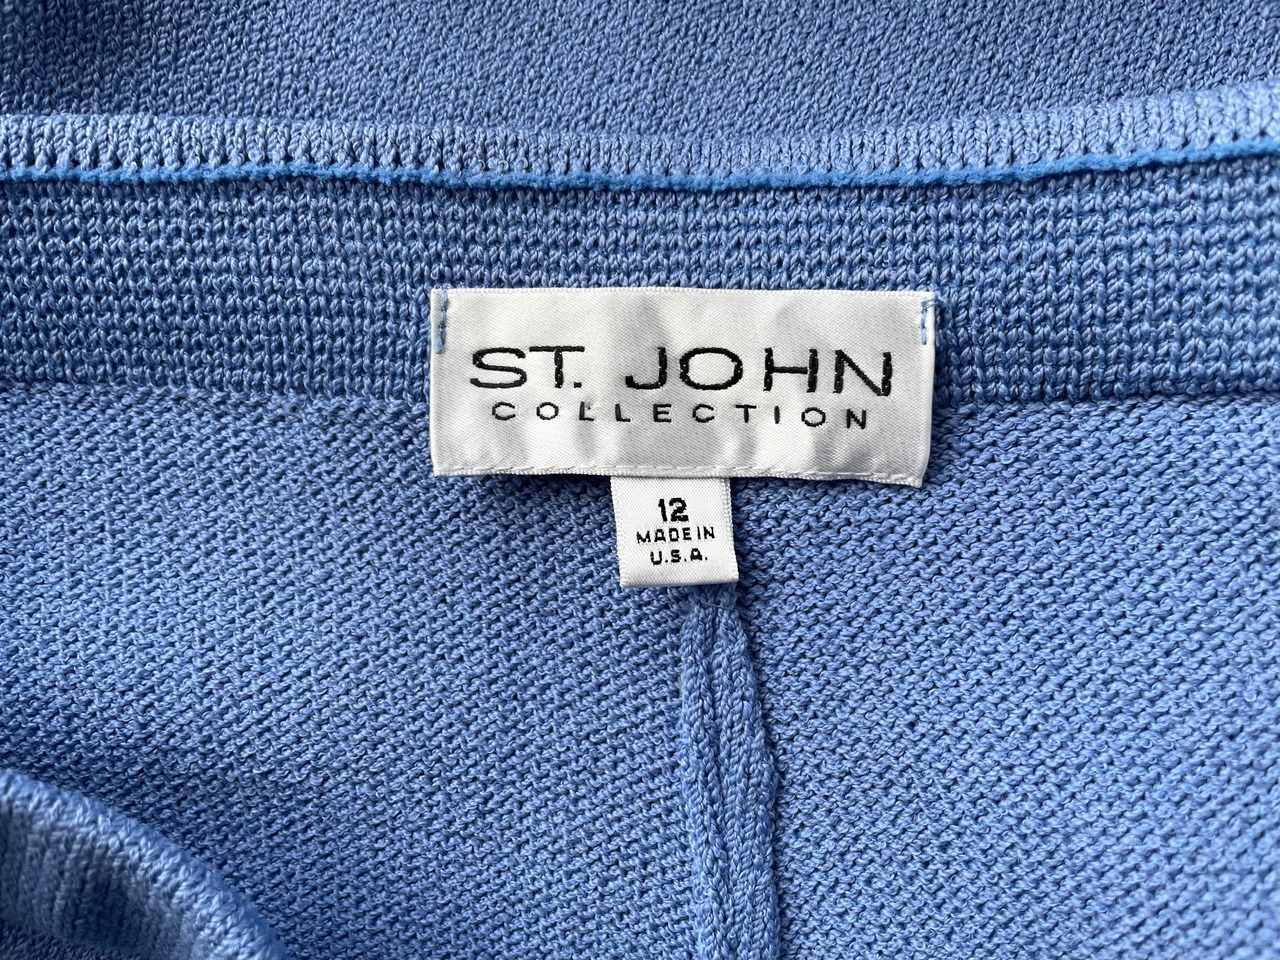 ST. JOHN
COLLECTION
12
MADE IN
U.S.A.